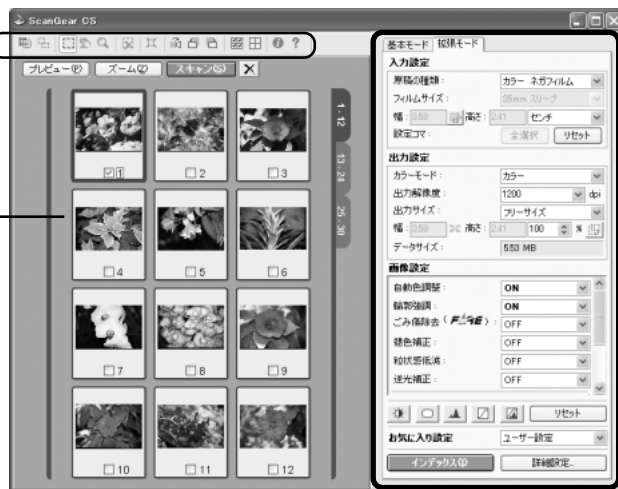 ScanGear CS
プレビュー(P) ズーム(Z) スキャン(S)
1
2
3
4
5
6
7
8
9
10
11
12
1 - 12
13 - 24
25 - 30
基本モード 拡張モード
入力設定
原稿の種類： カラー ネガフィルム
フィルムサイズ： 35mm スリーブ
幅： 3.59 高さ： 2.41 センチ
設定コマ： 全選択 リセット
出力設定
カラーモード： カラー
出力解像度： 1200 dpi
出力サイズ： フリーサイズ
幅： 3.59 高さ： 2.41 100 %
データサイズ： 5.53 MB
画像設定
自動色調整： ON
輪郭強調： ON
ごみ傷除去 ( FARE ) ： OFF
褪色補正： OFF
粒状感低減： OFF
逆光補正： OFF
リセット
お気に入り設定 ユーザー設定
インデックス(I) 詳細設定...